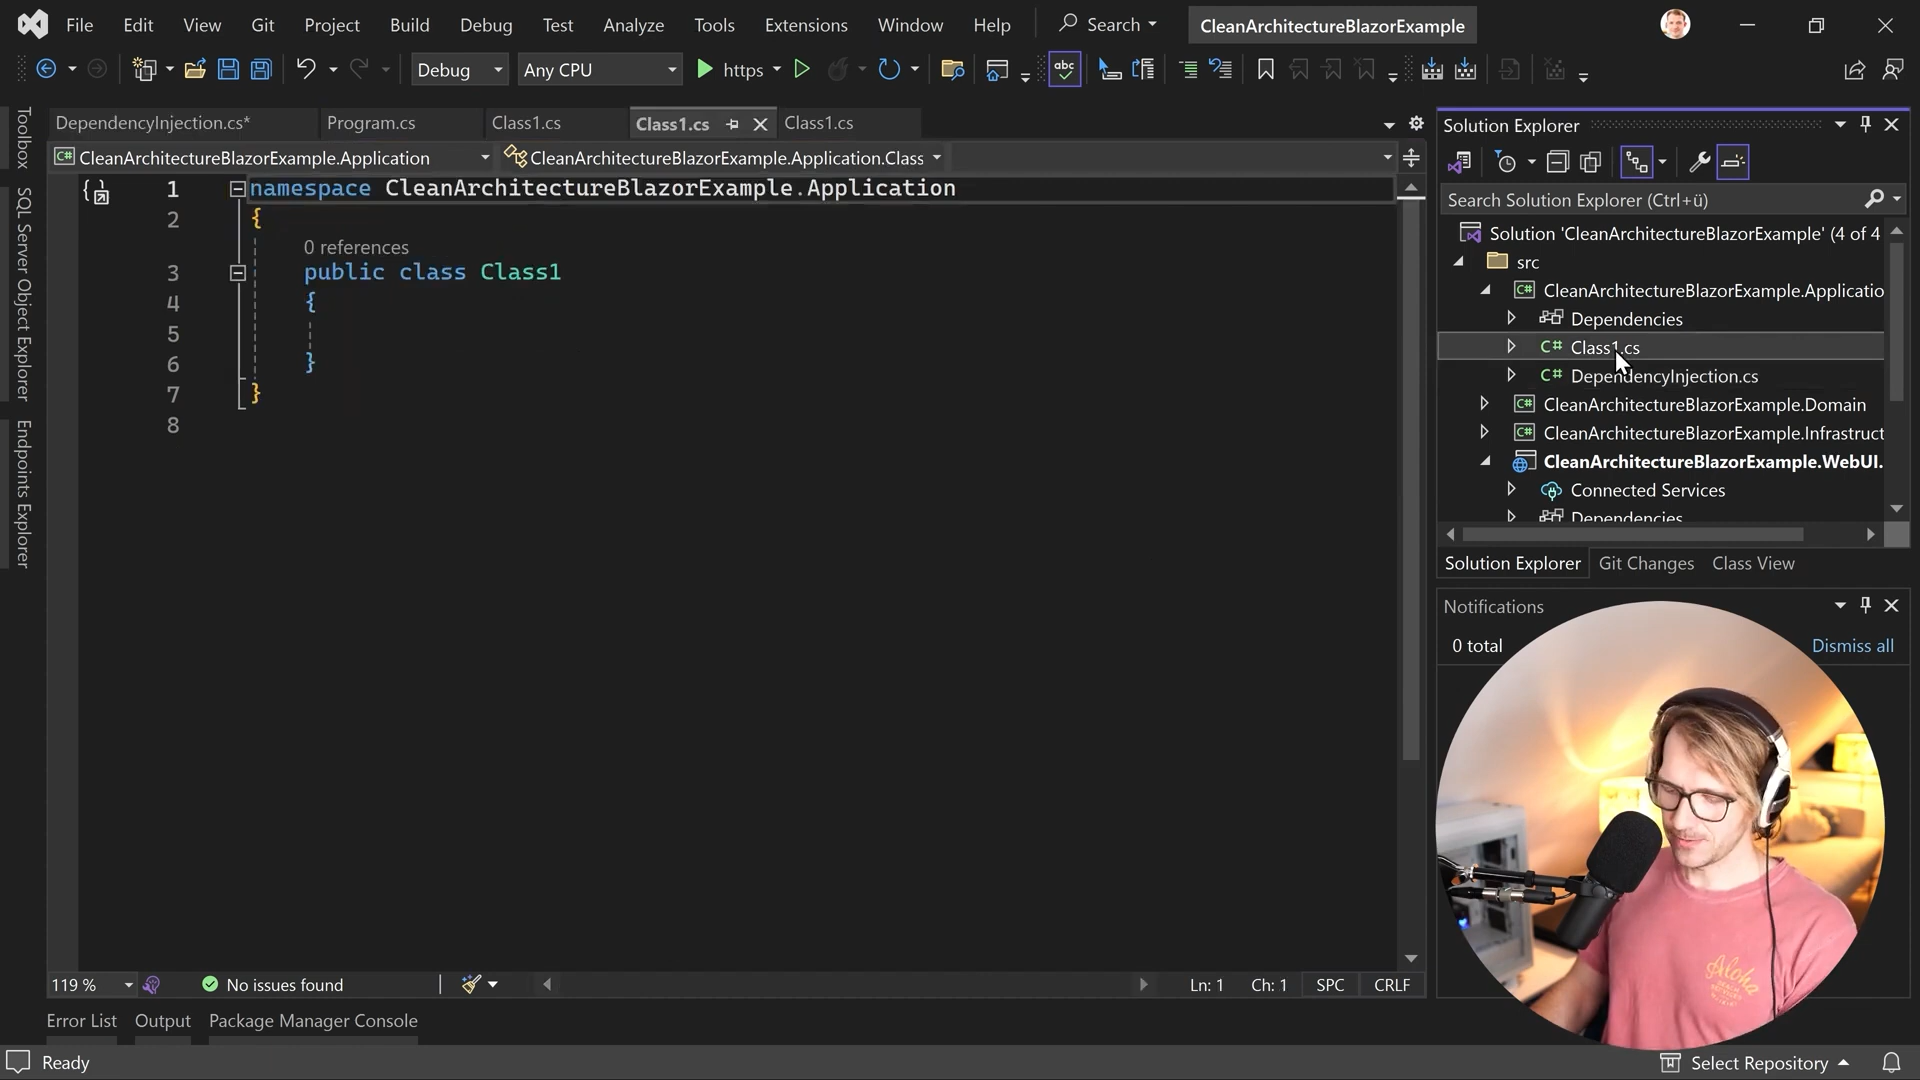 File Edit View Git Project Build Debug Test Analyze Tools Extensions Window Help Search CleanArchitectureBlazorExample
Debug Any CPU https abc
Toolbox
SQL Server Object Explorer
Endpoints Explorer
DependencyInjection.cs* Program.cs Class1.cs Class1.cs Class1.cs
C# CleanArchitectureBlazorExample.Application CleanArchitectureBlazorExample.Application.Class
1 namespace CleanArchitectureBlazorExample.Application
2 {
0 references
3 public class Class1
4 {
5
6 }
7 }
8
119 % No issues found Ln: 1 Ch: 1 SPC CRLF
Error List Output Package Manager Console
Ready
Solution Explorer
Search Solution Explorer (Ctrl+ü)
Solution 'CleanArchitectureBlazorExample' (4 of 4
src
C# CleanArchitectureBlazorExample.Applicatio
Dependencies
C# Class1.cs
C# DependencyInjection.cs
C# CleanArchitectureBlazorExample.Domain
C# CleanArchitectureBlazorExample.Infrastruct
CleanArchitectureBlazorExample.WebUI.
Connected Services
Dependencies
Solution Explorer Git Changes Class View
Notifications
0 total Dismiss all
Aloha
Select Repository